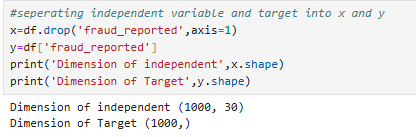 #seperating independent variable and target into x and y
x=df.drop('fraud_reported',axis=1)
y=df['fraud_reported']
print('Dimension of independent',x.shape)
print('Dimension of Target',y.shape)
Dimension of independent (1000, 30)
Dimension of Target (1000,)